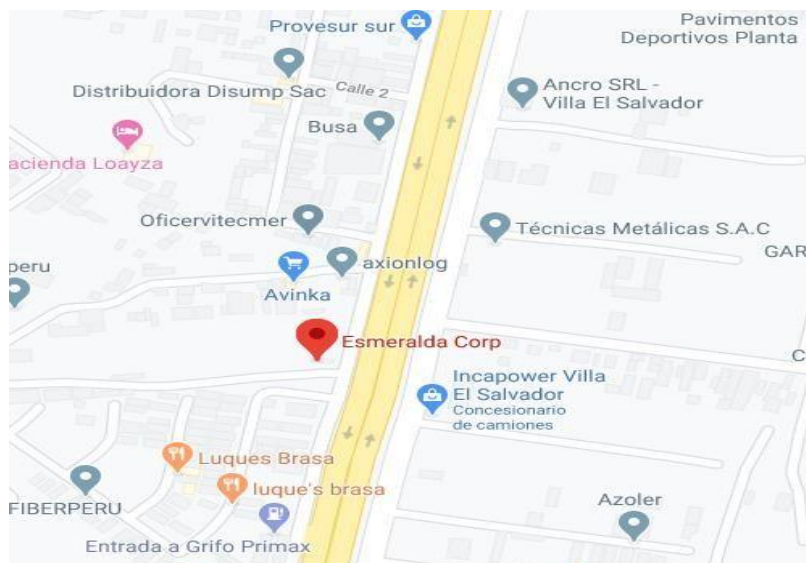 Provesur sur
Pavimentos
Deportivos Planta
Distribuidora Disump Sac
Calle 2
Ancro SRL -
Villa El Salvador
Busa
acienda Loayza
Oficervitecmer
Técnicas Metálicas S.A.C
GAR
peru
axionlog
Avinka
Esmeralda Corp
C
Incapower Villa
El Salvador
Concesionario
de camiones
Luques Brasa
luque's brasa
FIBERPERU
Azoler
Entrada a Grifo Primax